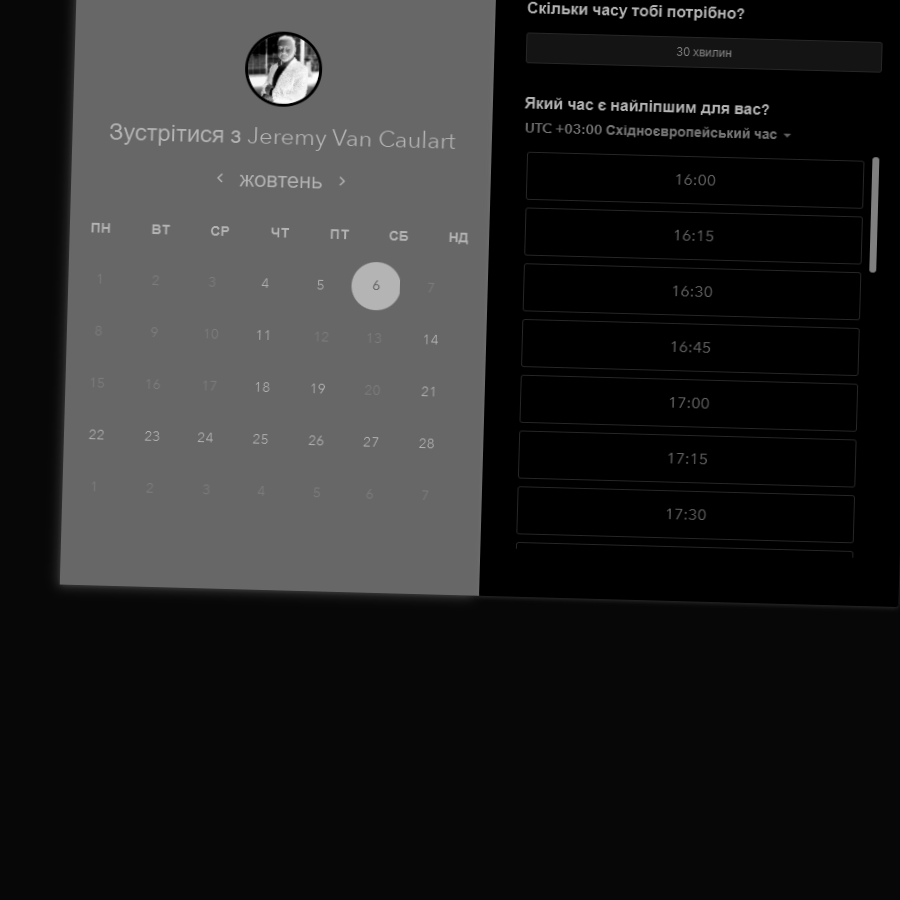 Зустрітися з Jeremy Van Caulart
жовтень
ПН ВТ СР ЧТ ПТ СБ НД
1 2 3 4 5 6 7
8 9 10 11 12 13 14
15 16 17 18 19 20 21
22 23 24 25 26 27 28
1 2 3 4 5 6 7
Скільки часу тобі потрібно?
30 хвилин
Який час є найліпшим для вас?
UTC +03:00 Східноєвропейський час
16:00
16:15
16:30
16:45
17:00
17:15
17:30